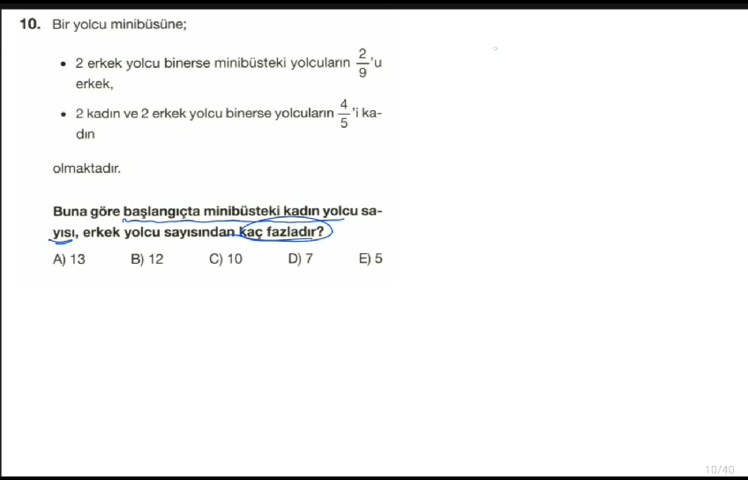 10. Bir yolcu minibüsüne;
• 2 erkek yolcu binerse minibüsteki yolcuların 2/9'u
erkek,
• 2 kadın ve 2 erkek yolcu binerse yolcuların 4/5'i ka-
dın
olmaktadır.
Buna göre başlangıçta minibüsteki kadın yolcu sa-
yısı, erkek yolcu sayısından kaç fazladır?
A) 13 B) 12 C) 10 D) 7 E) 5
10/40